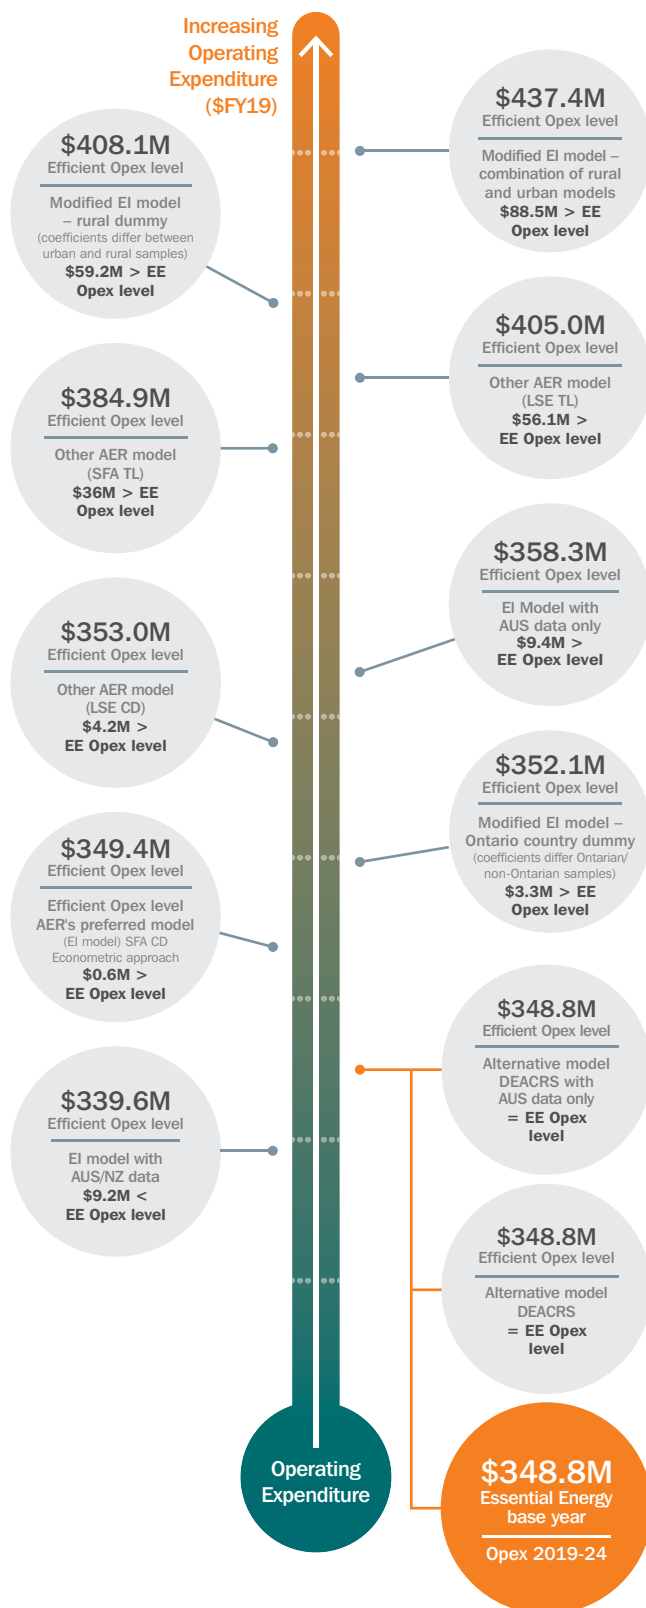 Increasing
Operating
Expenditure
($FY19)
$437.4M
Efficient Opex level
Modified EI model –
combination of rural
and urban models
$88.5M > EE
Opex level
$408.1M
Efficient Opex level
Modified EI model
– rural dummy
(coefficients differ between
urban and rural samples)
$59.2M > EE
Opex level
$405.0M
Efficient Opex level
Other AER model
(LSE TL)
$56.1M >
EE Opex level
$384.9M
Efficient Opex level
Other AER model
(SFA TL)
$36M > EE
Opex level
$358.3M
Efficient Opex level
EI Model with
AUS data only
$9.4M >
EE Opex level
$353.0M
Efficient Opex level
Other AER model
(LSE CD)
$4.2M >
EE Opex level
$352.1M
Efficient Opex level
Modified EI model –
Ontario country dummy
(coefficients differ Ontarian/
non-Ontarian samples)
$3.3M > EE
Opex level
$349.4M
Efficient Opex level
Efficient Opex level
AER's preferred model
(EI model) SFA CD
Econometric approach
$0.6M >
EE Opex level
$348.8M
Efficient Opex level
Alternative model
DEACRS with
AUS data only
= EE Opex
level
$339.6M
Efficient Opex level
EI model with
AUS/NZ data
$9.2M <
EE Opex level
$348.8M
Efficient Opex level
Alternative model
DEACRS
= EE Opex
level
Operating
Expenditure
$348.8M
Essential Energy
base year
Opex 2019-24